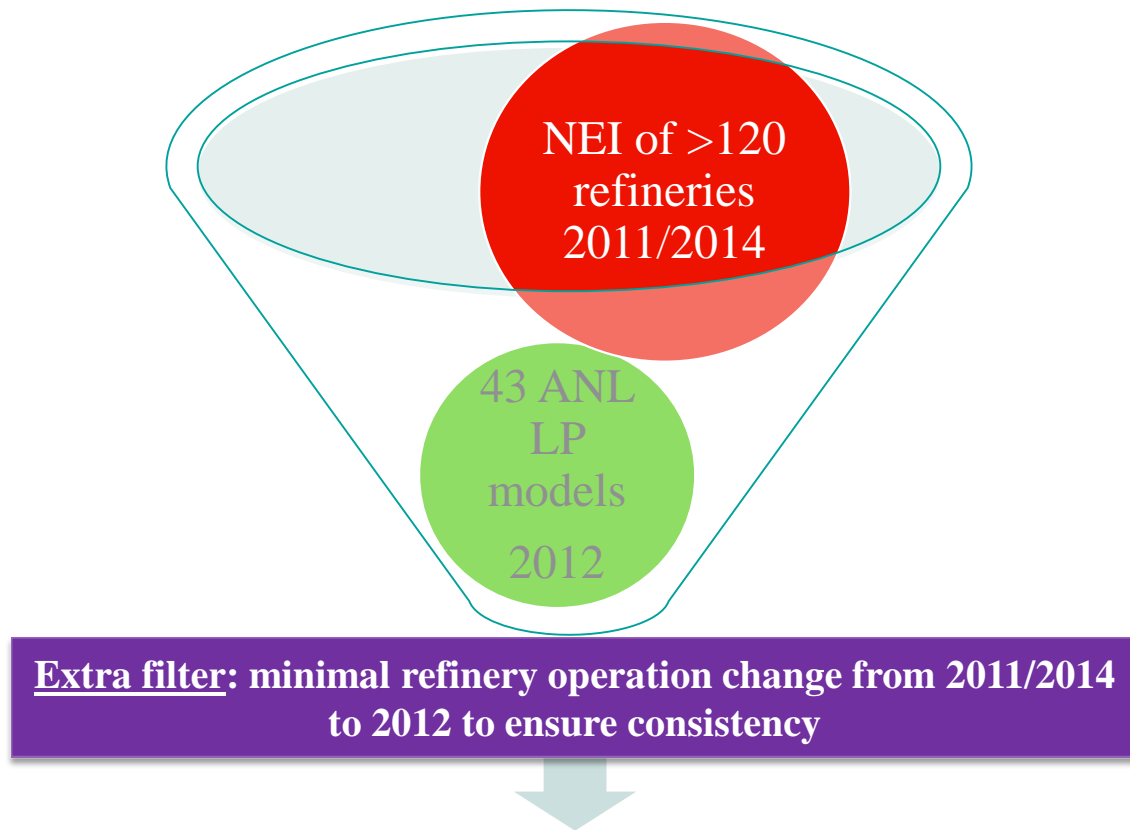 NEI of >120
refineries
2011/2014
43 ANL
LP
models
2012
Extra filter: minimal refinery operation change from 2011/2014
to 2012 to ensure consistency